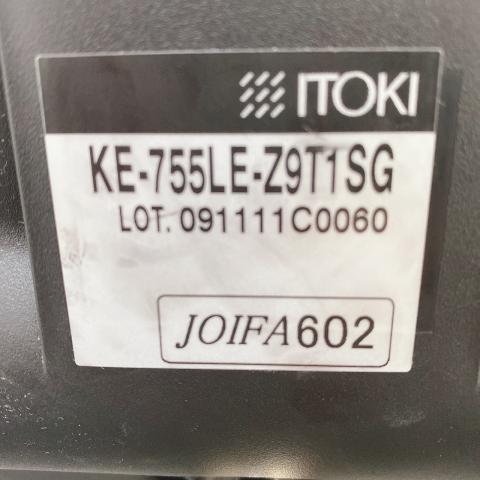 ITOKI
KE-755LE-Z9T1SG
LOT. 091111C0060
JOIFA602